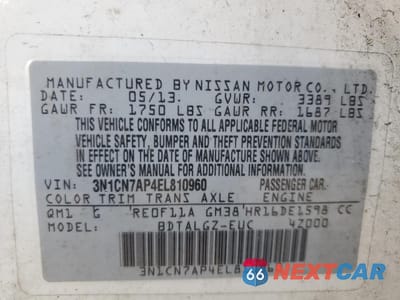 MANUFACTURED BY NISSAN MOTOR CO., LTD.
DATE 05/13. GVWR: 3389 LBS
GAWR FR: 1750 LBS GAWR RR: 1687 LBS
THIS VEHICLE CONFORMS TO ALL APPLICABLE FEDERAL MOTOR
VEHICLE SAFETY, BUMPER, AND THEFT PREVENTION STANDARDS
IN EFFECT ON THE DATE OF MANUFACTURE SHOWN ABOVE.
SEE OWNER'S MANUAL FOR ADDITIONAL INFORMATION
VIN: 3N1CN7AP4EL810960 PASSENGER CAR.
COLOR TRIM TRANS AXLE ENGINE
QM1 G RE0F11A GM38 HR16DE1598 CC
MODEL: BDTALGZ-EUC 4Z000
3N1CN7AP4EL8
66 NEXTCAR